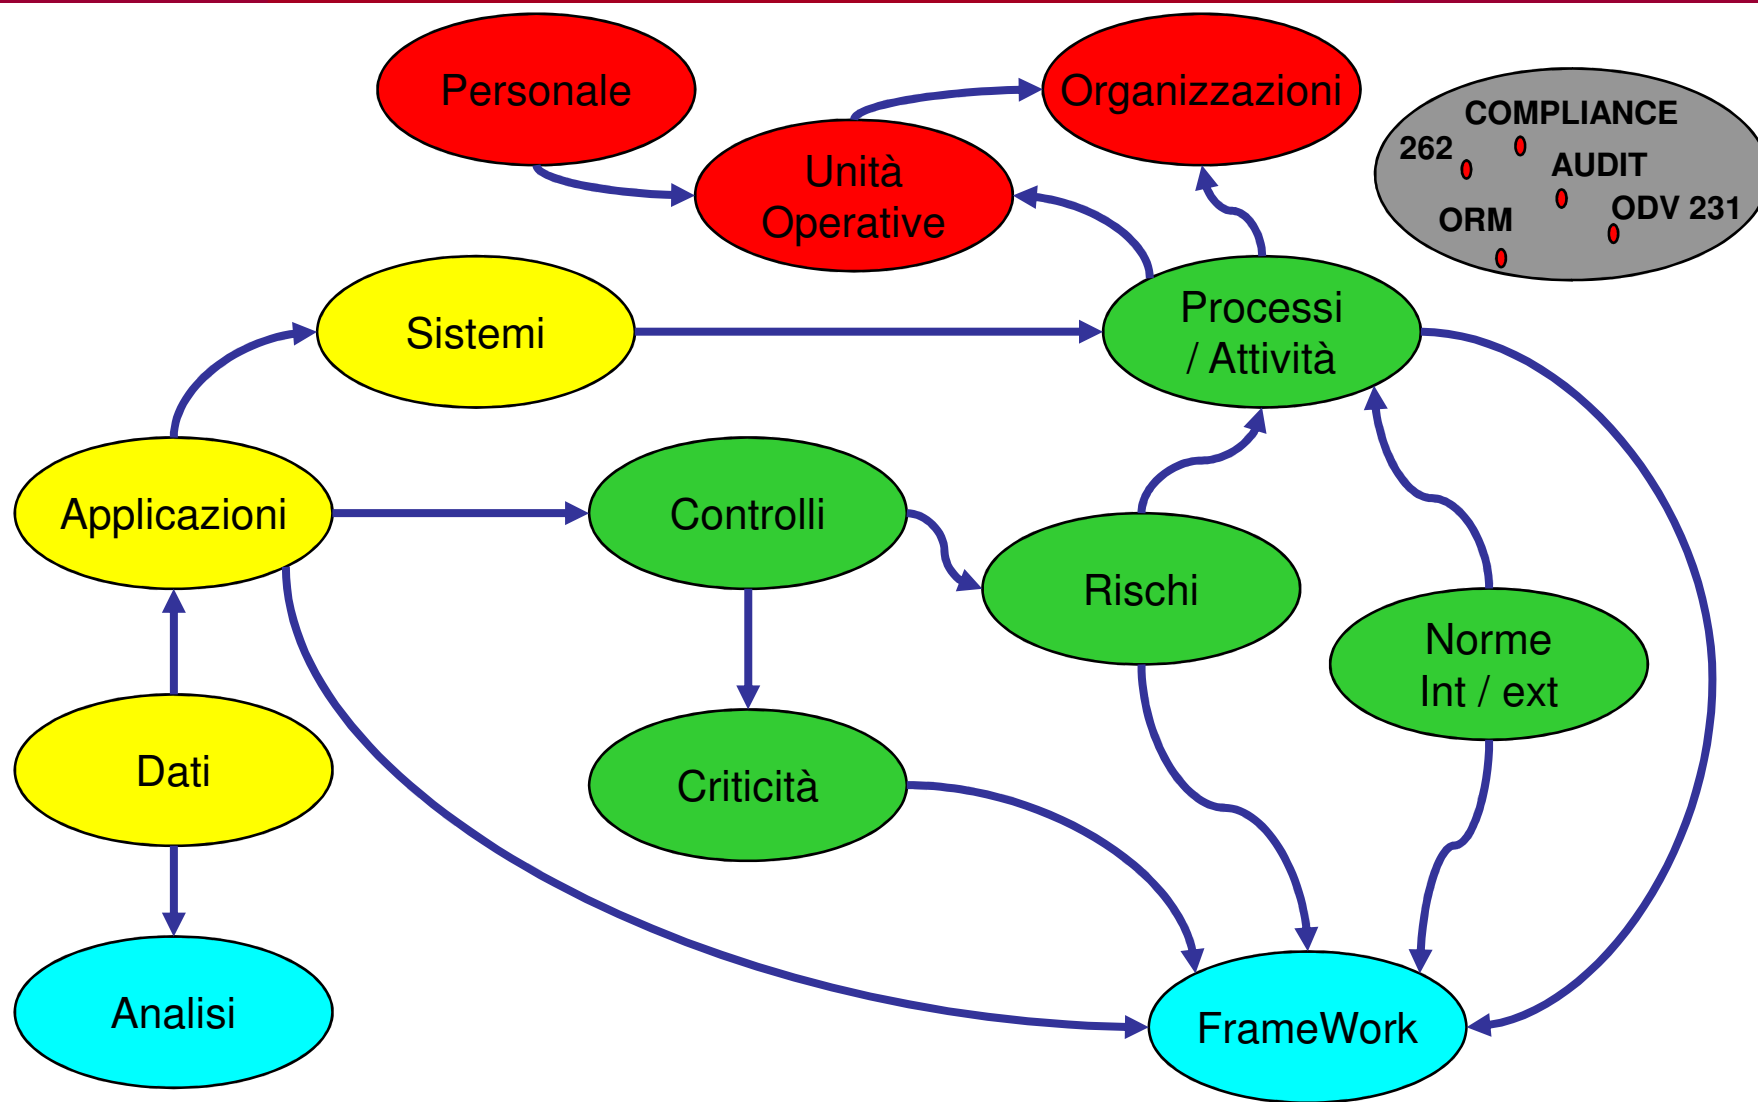 Personale
Organizzazioni
COMPLIANCE
262
AUDIT
ODV 231
ORM
Unità
Operative
Sistemi
Processi
/ Attività
Applicazioni
Controlli
Rischi
Norme
Int / ext
Dati
Criticità
Analisi
FrameWork